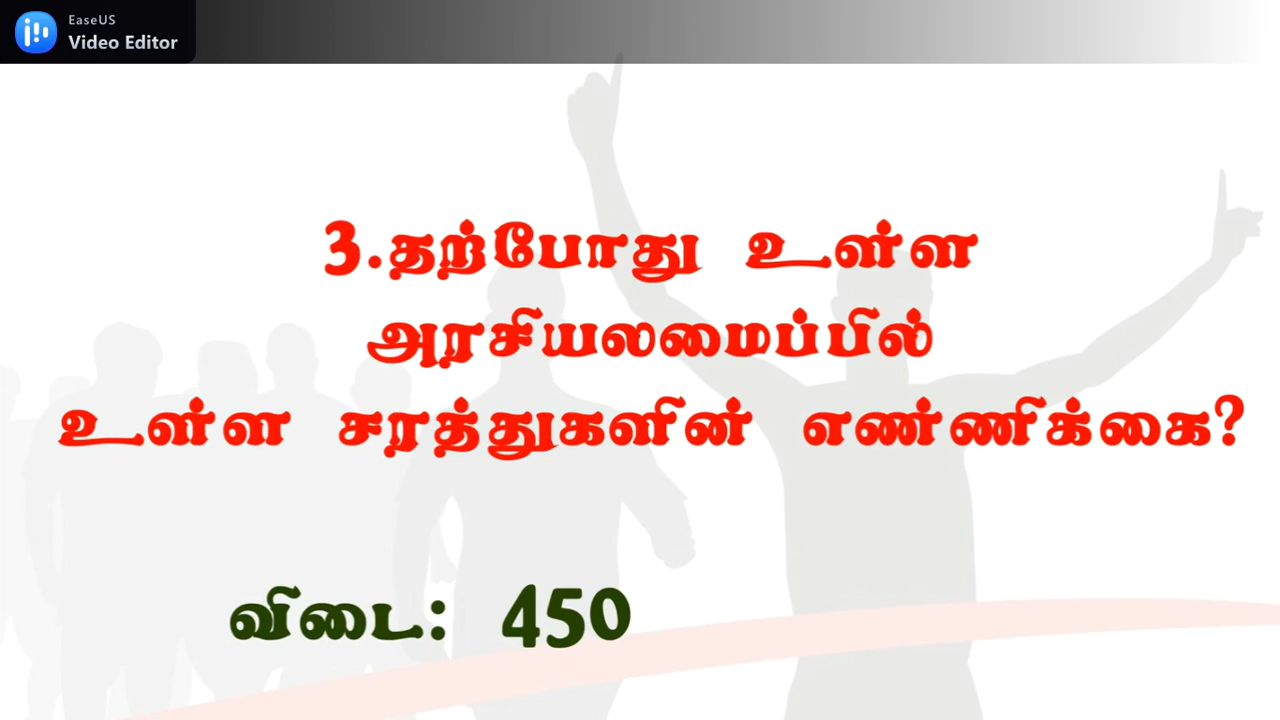 EaseUS
Video Editor
3.தற்போது உள்ள
அரசியலமைப்பில்
உள்ள சரத்துகளின் எண்ணிக்கை?
விடை: 450